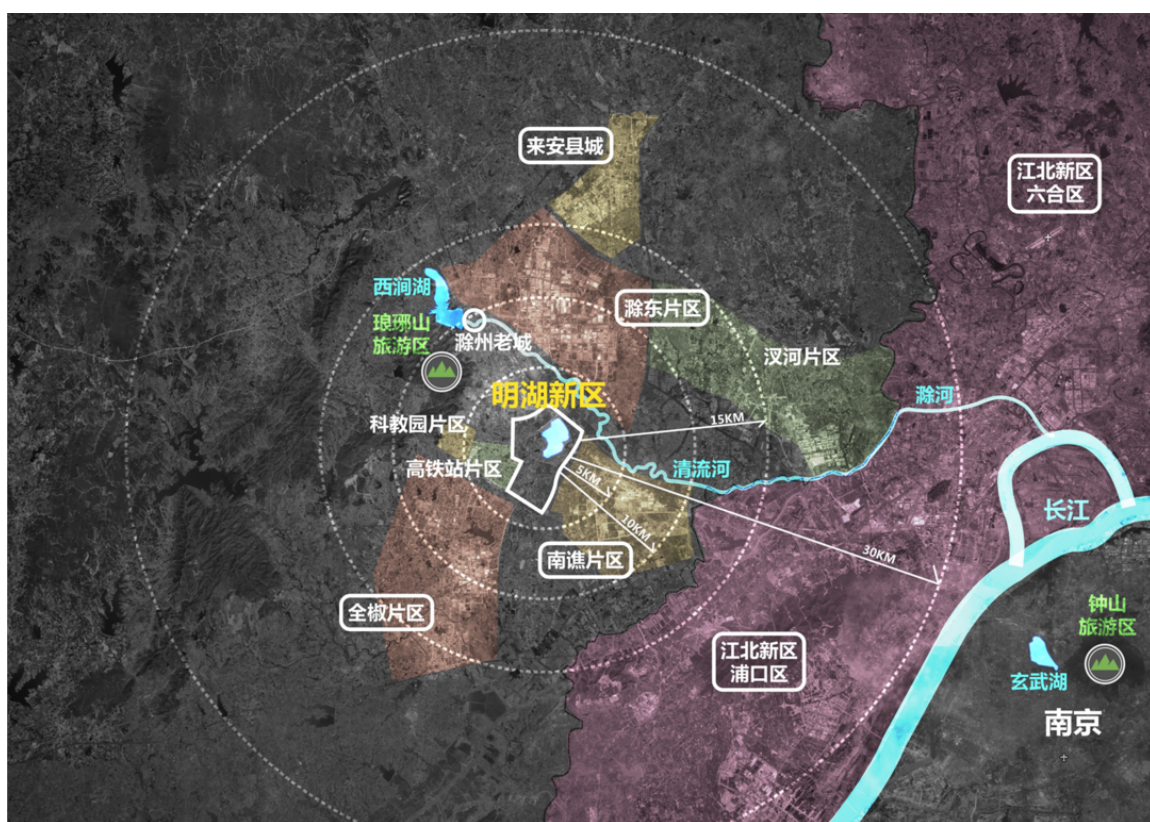 来安县城
江北新区
六合区
西涧湖
滁东片区
琅琊山
旅游区
滁州老城
汊河片区
明湖新区
滁河
15KM
科教园片区
高铁站片区
清流河
5KM
10KM
长江
30KM
南谯片区
全椒片区
钟山
旅游区
江北新区
浦口区
玄武湖
南京